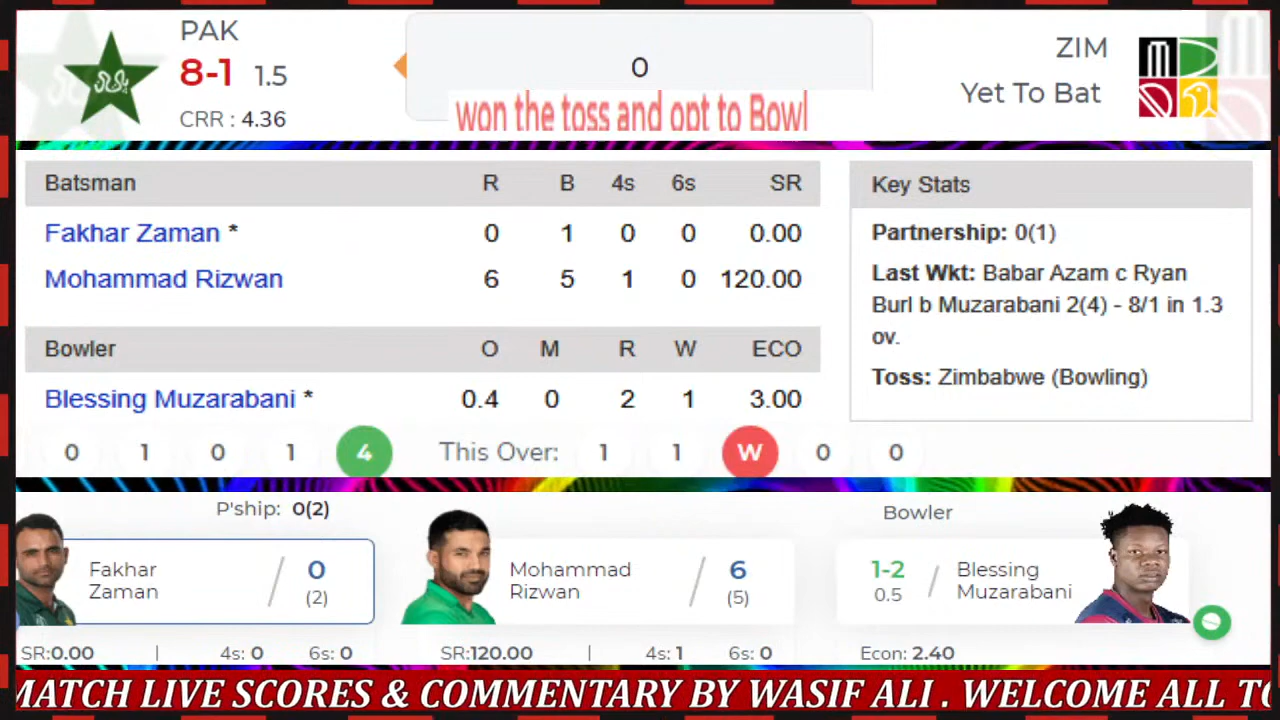 PAK
8-1 1.5
CRR : 4.36
0
won the toss and opt to Bowl
ZIM
Yet To Bat
Batsman R B 4s 6s SR
Fakhar Zaman * 0 1 0 0 0.00
Mohammad Rizwan 6 5 1 0 120.00
Bowler O M R W ECO
Blessing Muzarabani * 0.4 0 2 1 3.00
Key Stats
Partnership: 0(1)
Last Wkt: Babar Azam c Ryan
Burl b Muzarabani 2(4) - 8/1 in 1.3
ov.
Toss: Zimbabwe (Bowling)
0 1 0 1 4 This Over: 1 1 W 0 0
P'ship: 0(2)
Fakhar
Zaman
0
(2)
SR:0.00 | 4s: 0 6s: 0
Mohammad
Rizwan
6
(5)
SR:120.00 | 4s: 1 6s: 0
Bowler
1-2
0.5
Blessing
Muzarabani
Econ: 2.40
MATCH LIVE SCORES & COMMENTARY BY WASIF ALI . WELCOME ALL TO